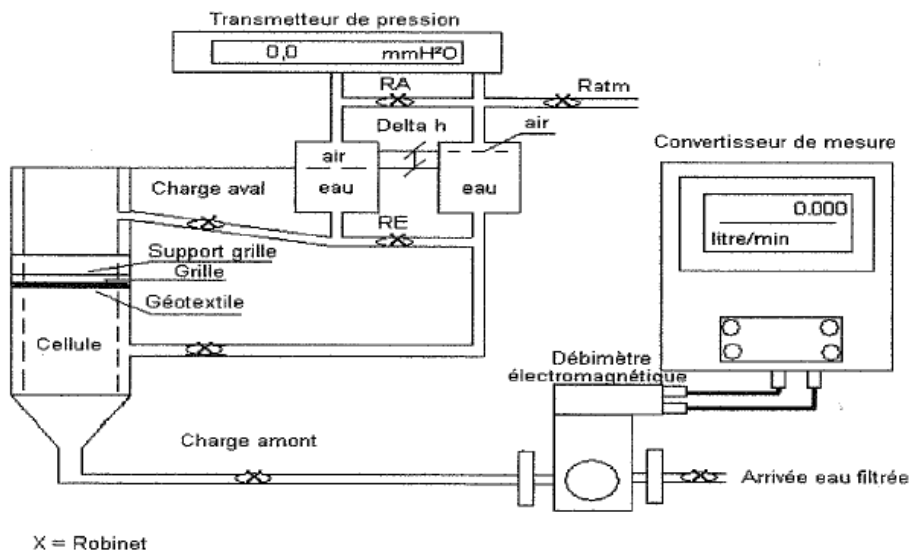 Transmetteur de pression
0,0 mmH²O
RA
Ratm
Delta h
air
Convertisseur de mesure
air
eau
eau
0.000
litre/min
Charge aval
RE
Support grille
Grille
Géotextile
Cellule
Débimètre
électromagnétique
Charge amont
Arrivée eau filtrée
X = Robinet